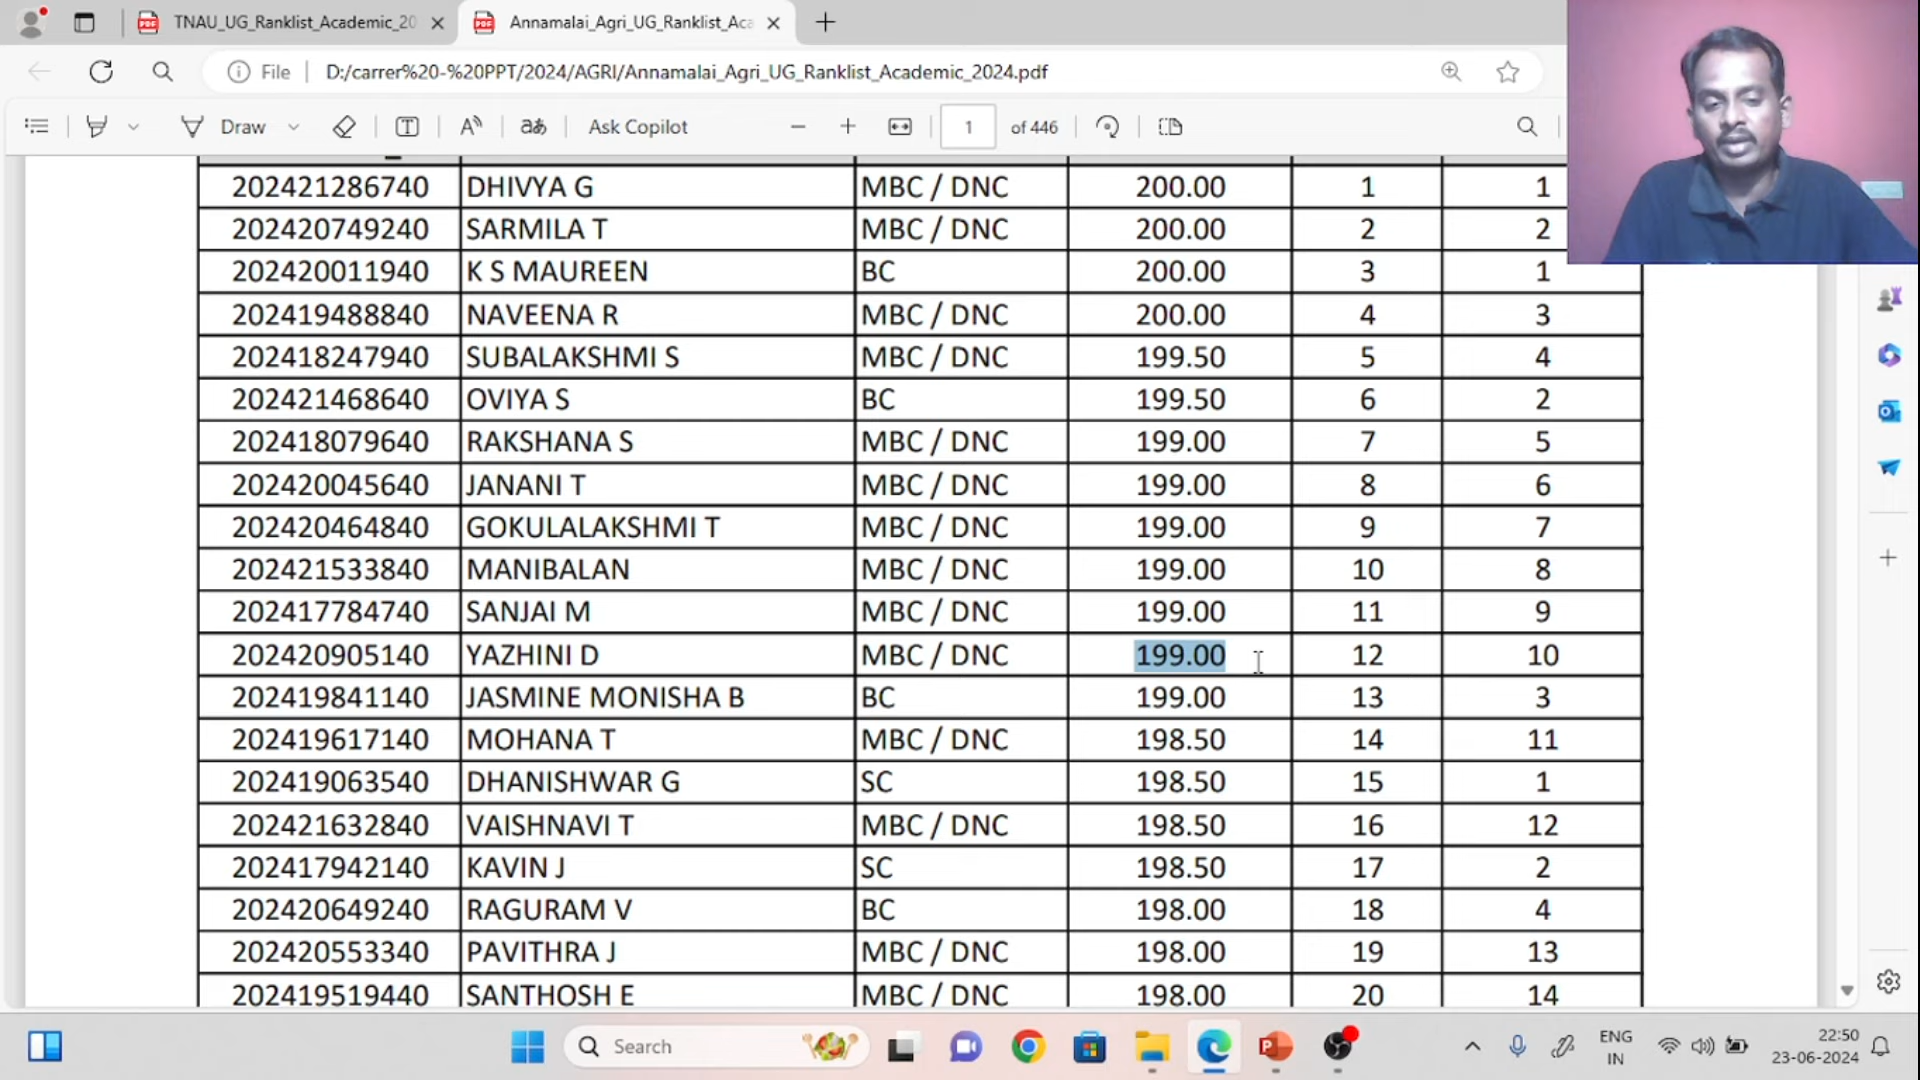 TNAU_UG_Ranklist_Academic_20
Annamalai_Agri_UG_Ranklist_Aca
File D:/carrer%20-%20PPT/2024/AGRI/Annamalai_Agri_UG_Ranklist_Academic_2024.pdf
Draw Ask Copilot 1 of 446
202421286740 DHIVYA G MBC / DNC 200.00 1 1
202420749240 SARMILA T MBC / DNC 200.00 2 2
202420011940 K S MAUREEN BC 200.00 3 1
202419488840 NAVEENA R MBC / DNC 200.00 4 3
202418247940 SUBALAKSHMI S MBC / DNC 199.50 5 4
202421468640 OVIYA S BC 199.50 6 2
202418079640 RAKSHANA S MBC / DNC 199.00 7 5
202420045640 JANANI T MBC / DNC 199.00 8 6
202420464840 GOKULALAKSHMI T MBC / DNC 199.00 9 7
202421533840 MANIBALAN MBC / DNC 199.00 10 8
202417784740 SANJAI M MBC / DNC 199.00 11 9
202420905140 YAZHINI D MBC / DNC 199.00 12 10
202419841140 JASMINE MONISHA B BC 199.00 13 3
202419617140 MOHANA T MBC / DNC 198.50 14 11
202419063540 DHANISHWAR G SC 198.50 15 1
202421632840 VAISHNAVI T MBC / DNC 198.50 16 12
202417942140 KAVIN J SC 198.50 17 2
202420649240 RAGURAM V BC 198.00 18 4
202420553340 PAVITHRA J MBC / DNC 198.00 19 13
202419519440 SANTHOSH E MBC / DNC 198.00 20 14
Search
ENG
IN
22:50
23-06-2024